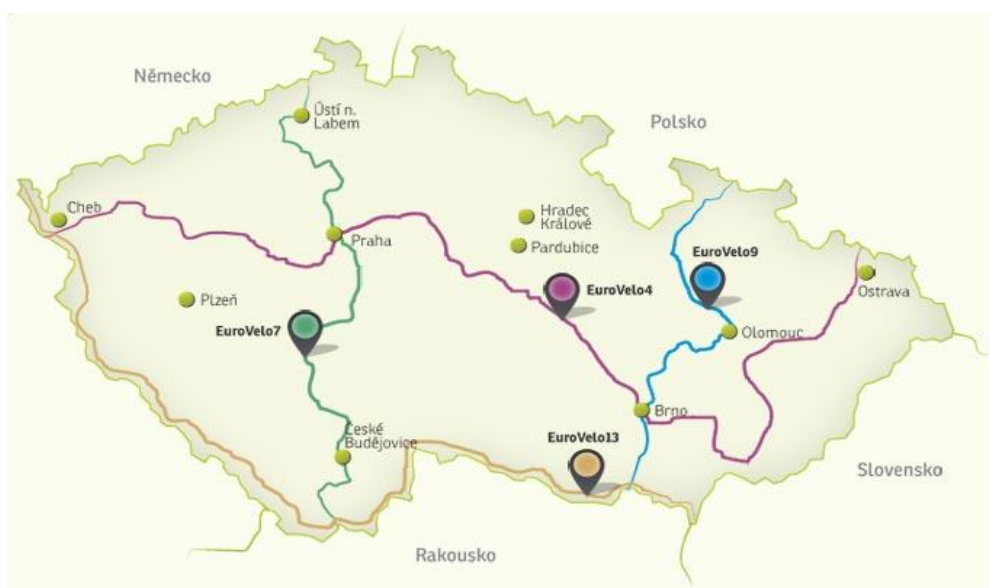 Německo
Ústí n.
Labem
Polsko
Cheb
Hradec
Králové
Praha
Pardubice
EuroVelo9
EuroVelo4
Ostrava
Plzeň
EuroVelo7
Olomouc
Brno
České
Budějovice
EuroVelo13
Slovensko
Rakousko